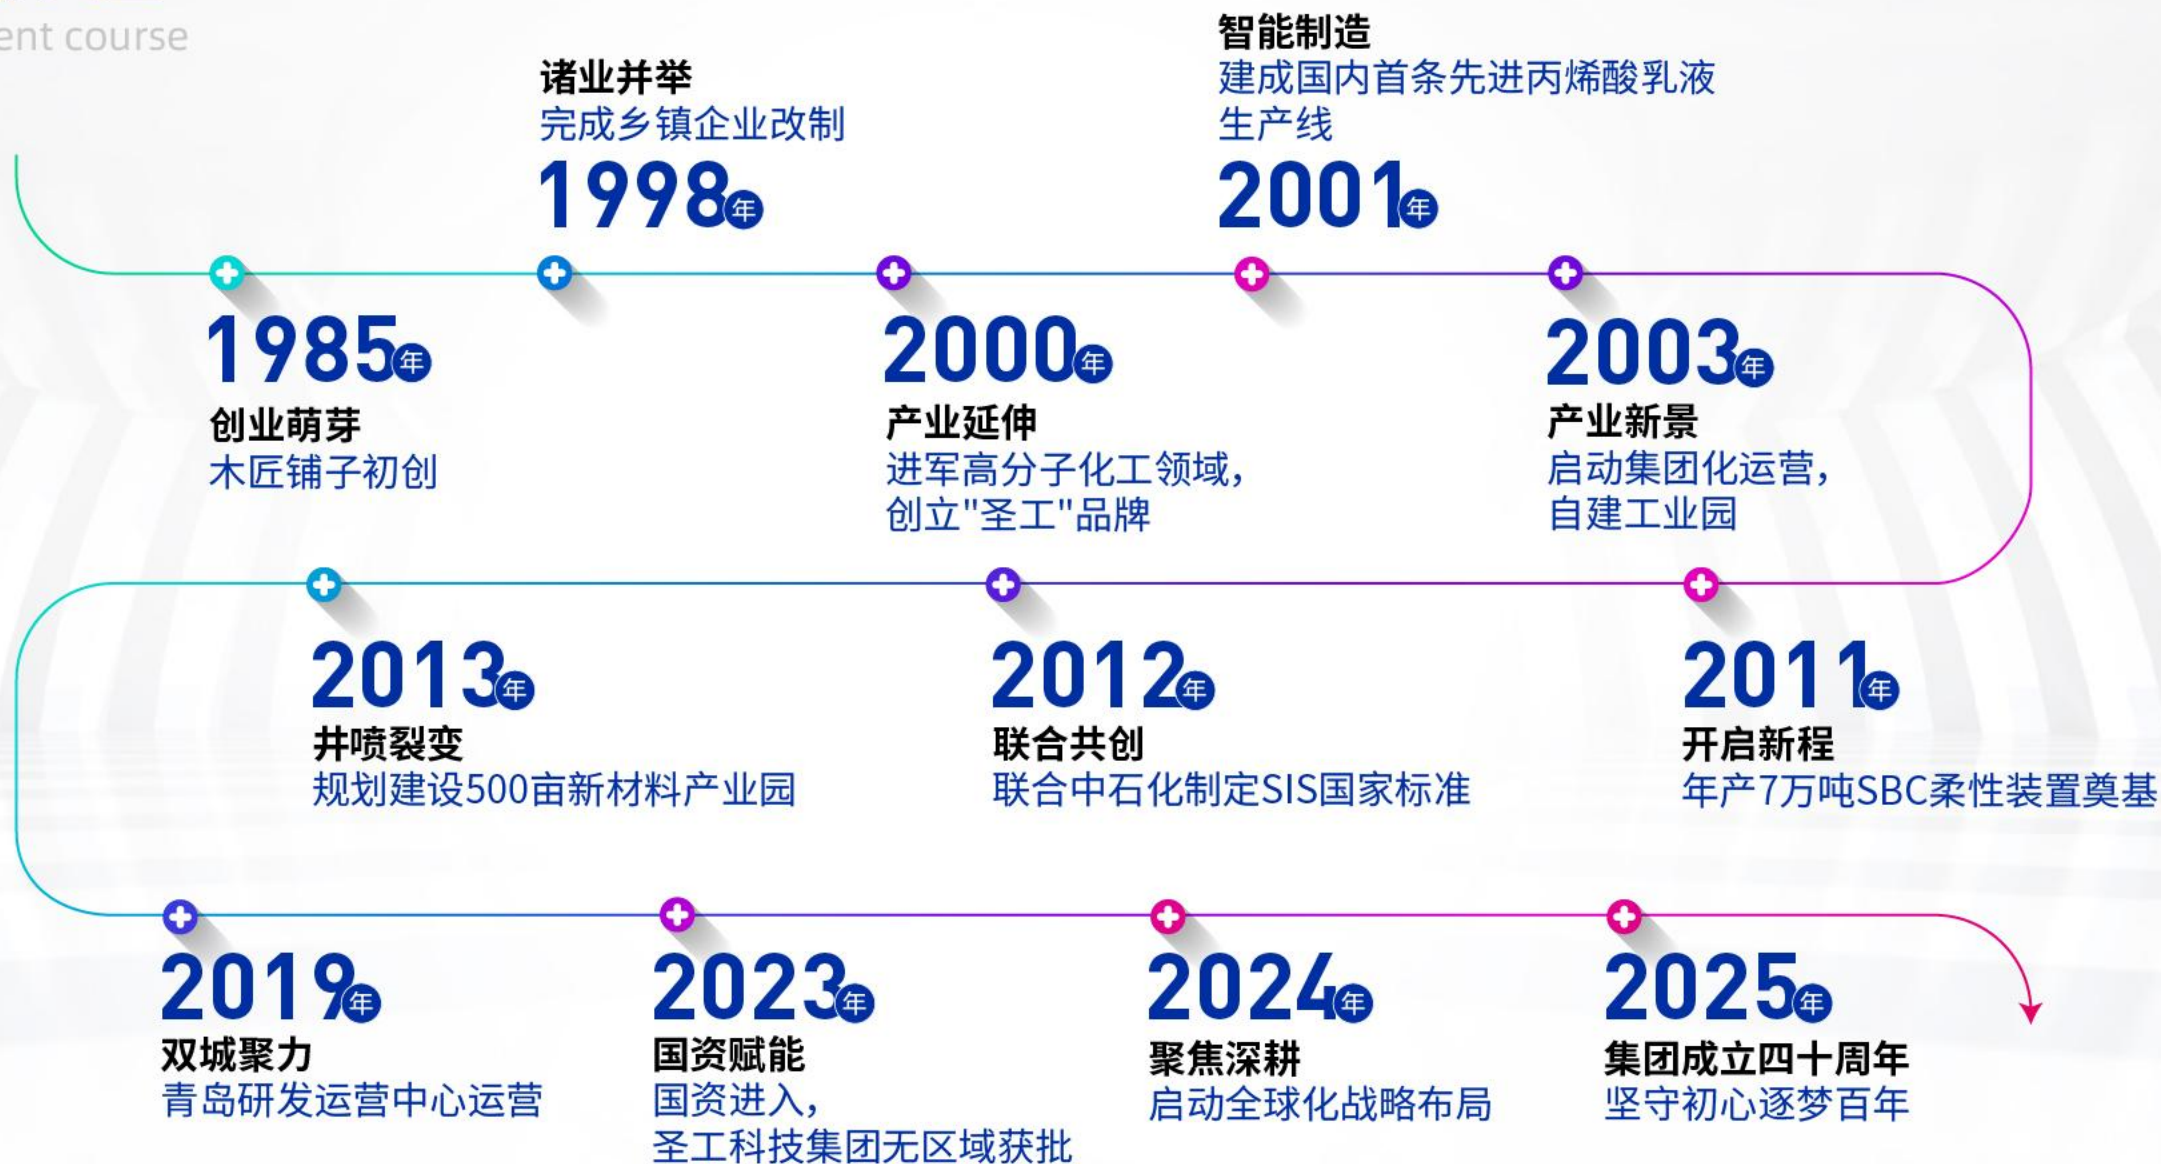 ent course
1985年
创业萌芽
木匠铺子初创
诸业并举
完成乡镇企业改制
1998年
2000年
产业延伸
进军高分子化工领域，
创立"圣工"品牌
智能制造
建成国内首条先进丙烯酸乳液
生产线
2001年
2003年
产业新景
启动集团化运营，
自建工业园
2011年
开启新程
年产7万吨SBC柔性装置奠基
2012年
联合共创
联合中石化制定SIS国家标准
2013年
井喷裂变
规划建设500亩新材料产业园
2019年
双城聚力
青岛研发运营中心运营
2023年
国资赋能
国资进入，
圣工科技集团无区域获批
2024年
聚焦深耕
启动全球化战略布局
2025年
集团成立四十周年
坚守初心逐梦百年